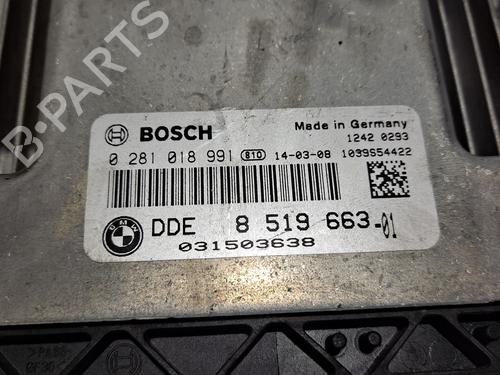 B-PARTS
BOSCH
Made in Germany
1242 0293
0 281 018 991 810 14-03-08 1039S54422
BMW
DDE 8 519 663-01
031503638